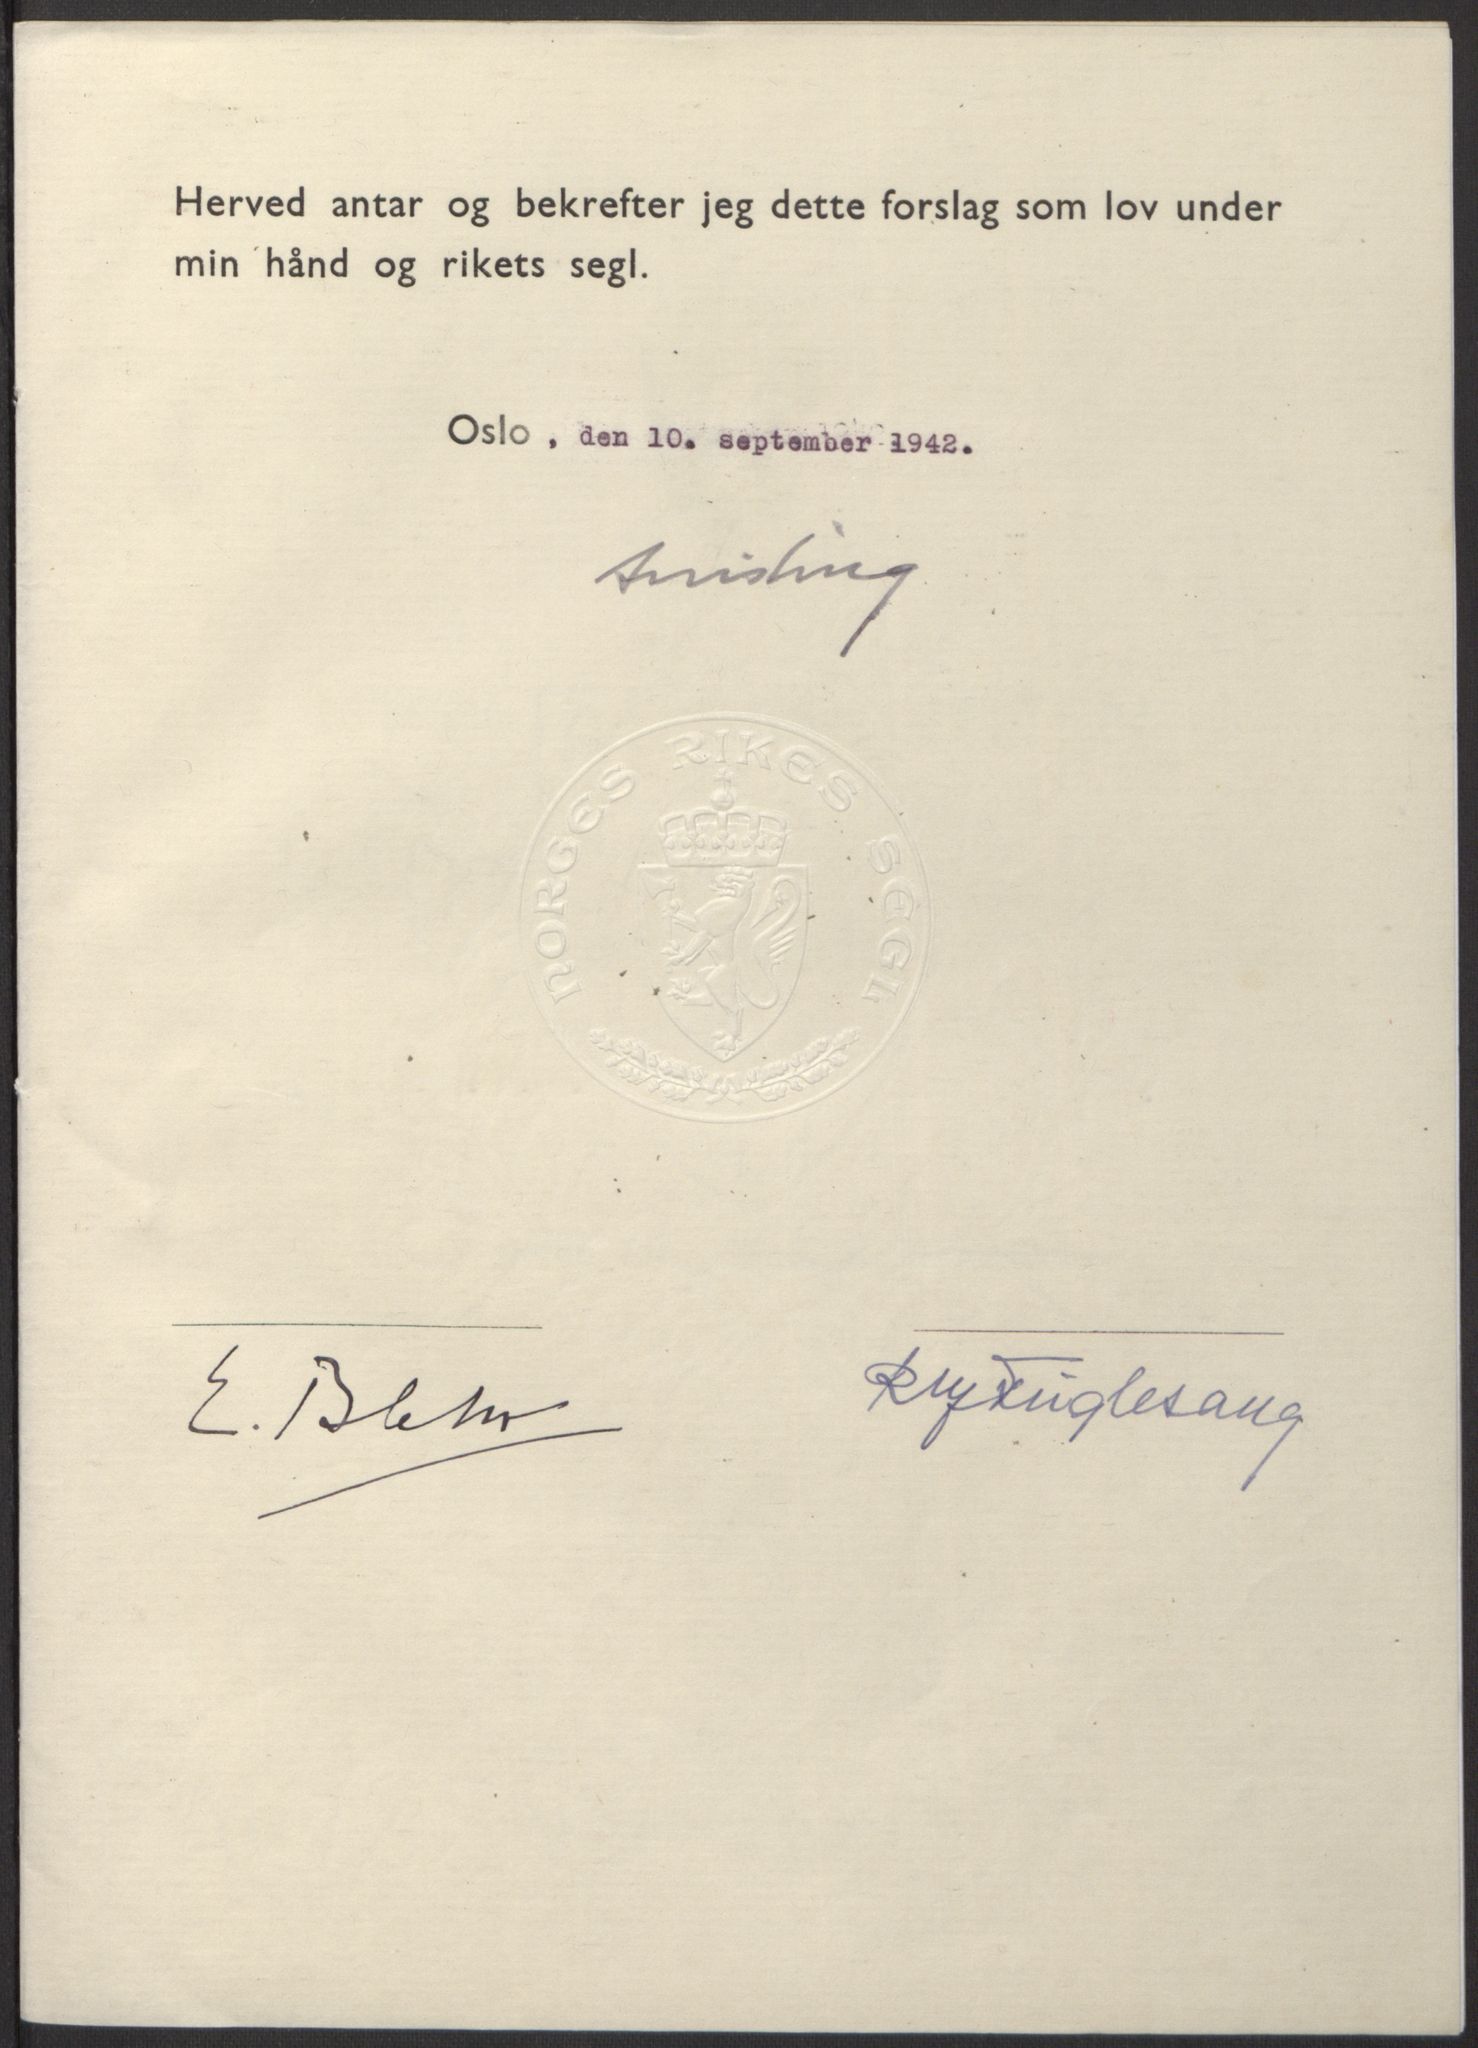 Herved antar og bekrefter jeg dette forslag som lov under
min hånd og rikets segl.
Oslo, den 10. september 1942.
Quisling
NORGES RIKES SEGL
E. Blehr
R Fuglesang